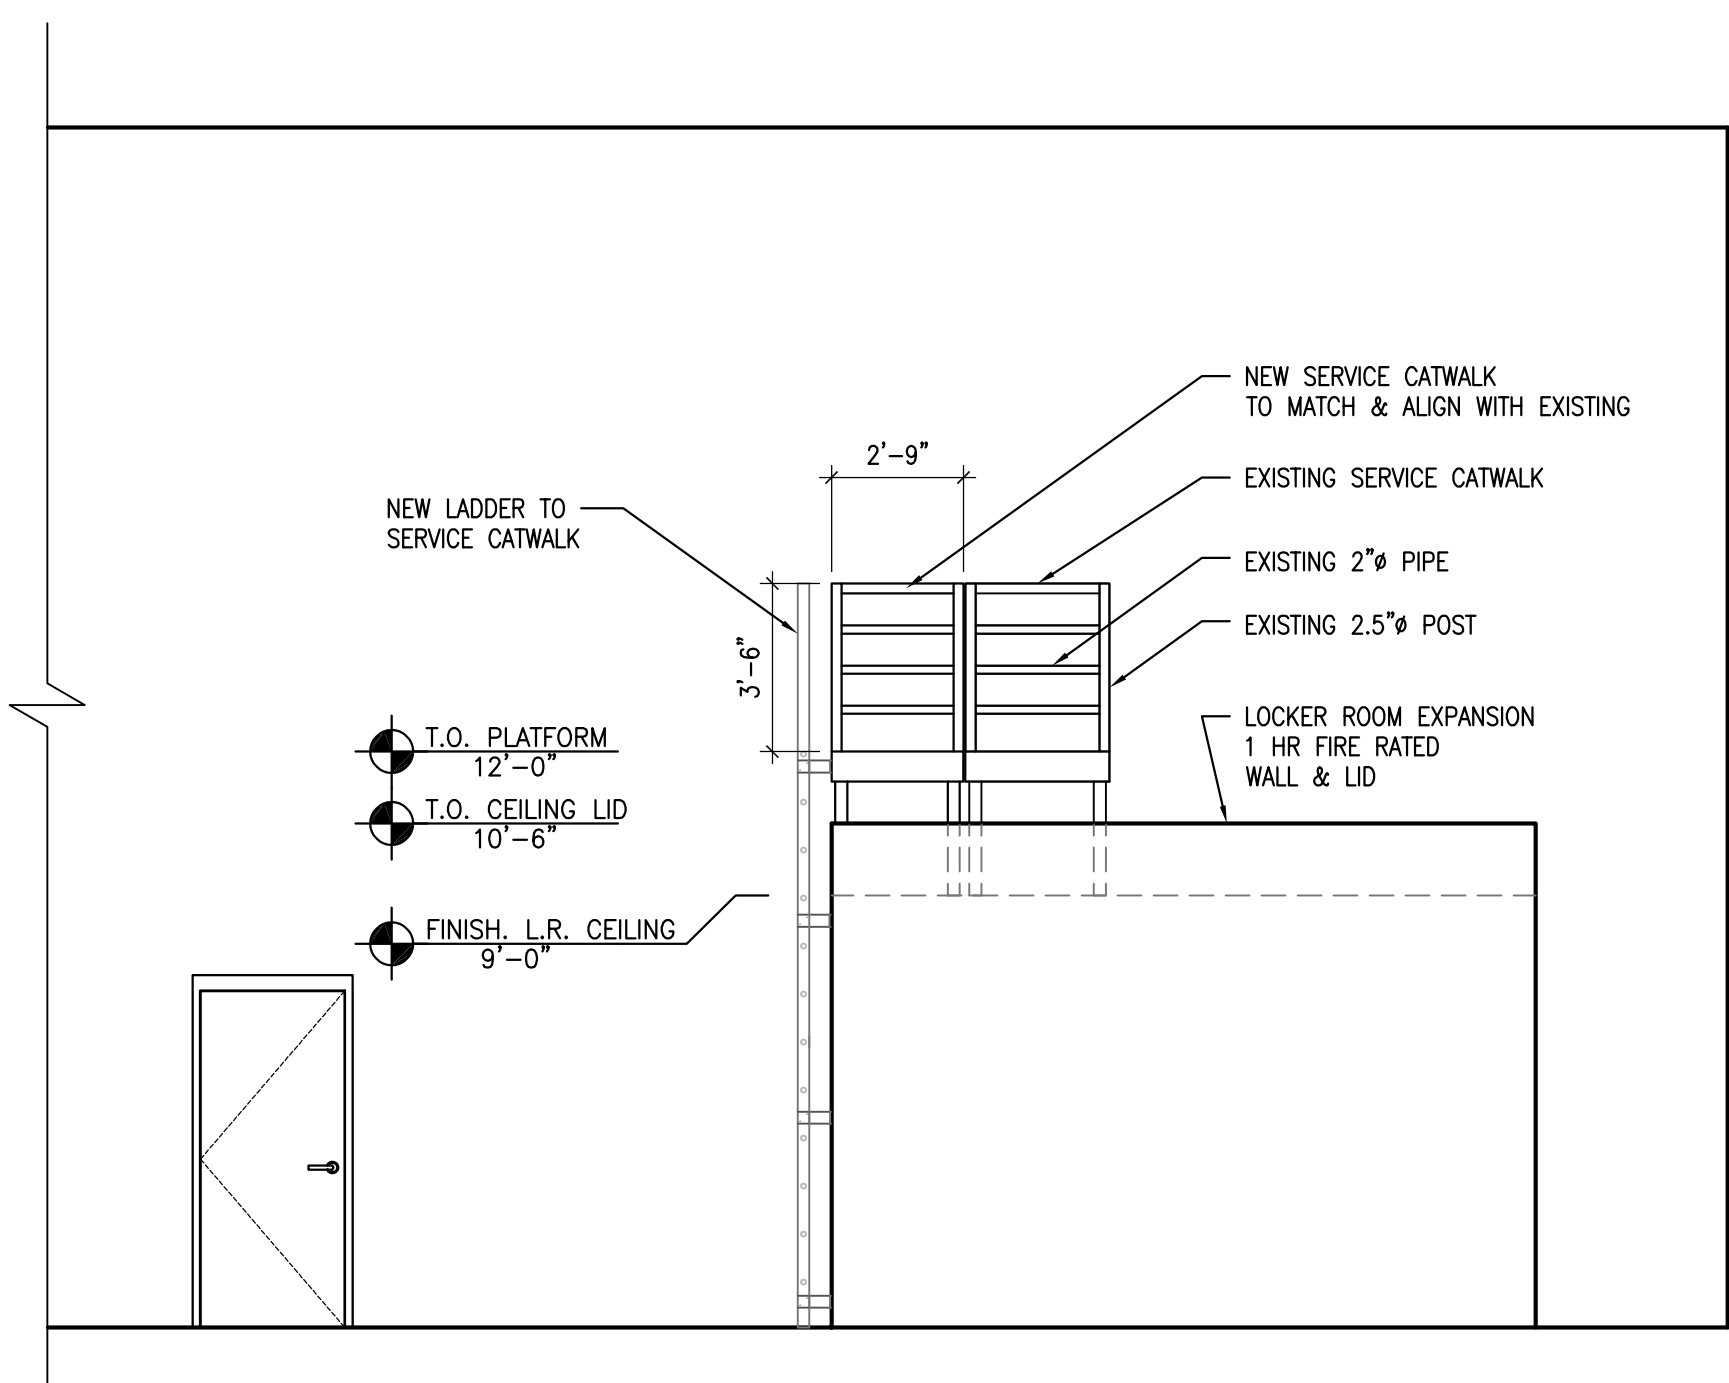 NEW SERVICE CATWALK
TO MATCH & ALIGN WITH EXISTING
2'-9"
EXISTING SERVICE CATWALK
NEW LADDER TO
SERVICE CATWALK
EXISTING 2"ø PIPE
EXISTING 2.5"ø POST
3'-6"
LOCKER ROOM EXPANSION
1 HR FIRE RATED
WALL & LID
T.O. PLATFORM
12'-0"
T.O. CEILING LID
10'-6"
FINISH. L.R. CEILING
9'-0"